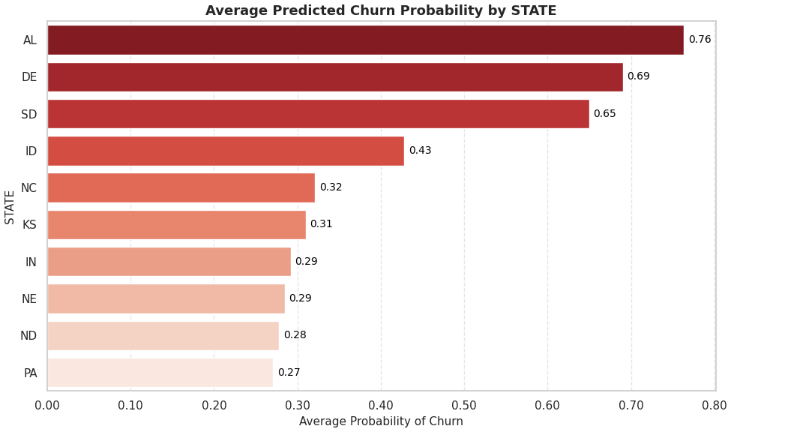 Average Predicted Churn Probability by STATE
STATE
AL 0.76
DE 0.69
SD 0.65
ID 0.43
NC 0.32
KS 0.31
IN 0.29
NE 0.29
ND 0.28
PA 0.27
0.00 0.10 0.20 0.30 0.40 0.50 0.60 0.70 0.80
Average Probability of Churn